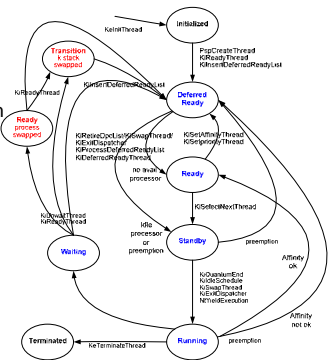 KeInitThread
Initialized
PspCreateThread
KiReadyThread
KiInsertDeferredReadyList
Transition
k stack
swapped
KiInsertDeferredReadyList
KiReadyThread
Deferred
Ready
Ready
process
swapped
KiRetireDpcList/KiSwapThread/
KiExitDispatcher
KiProcessDeferredReadyList
KiDeferredReadyThread
KiSetAffinityThread
KiSetpriorityThread
no avail
processor
Ready
KiSelectNextThread
KiUnwaitThread
KiReadyThread
Idle
processor
or
preemption
Standby
preemption
Waiting
Affinity
ok
KiQuantumEnd
KiIdleSchedule
KiSwapThread
KiExitDispatcher
NtYieldExecution
Affinity
not ok
Terminated
KeTerminateThread
Running
preemption